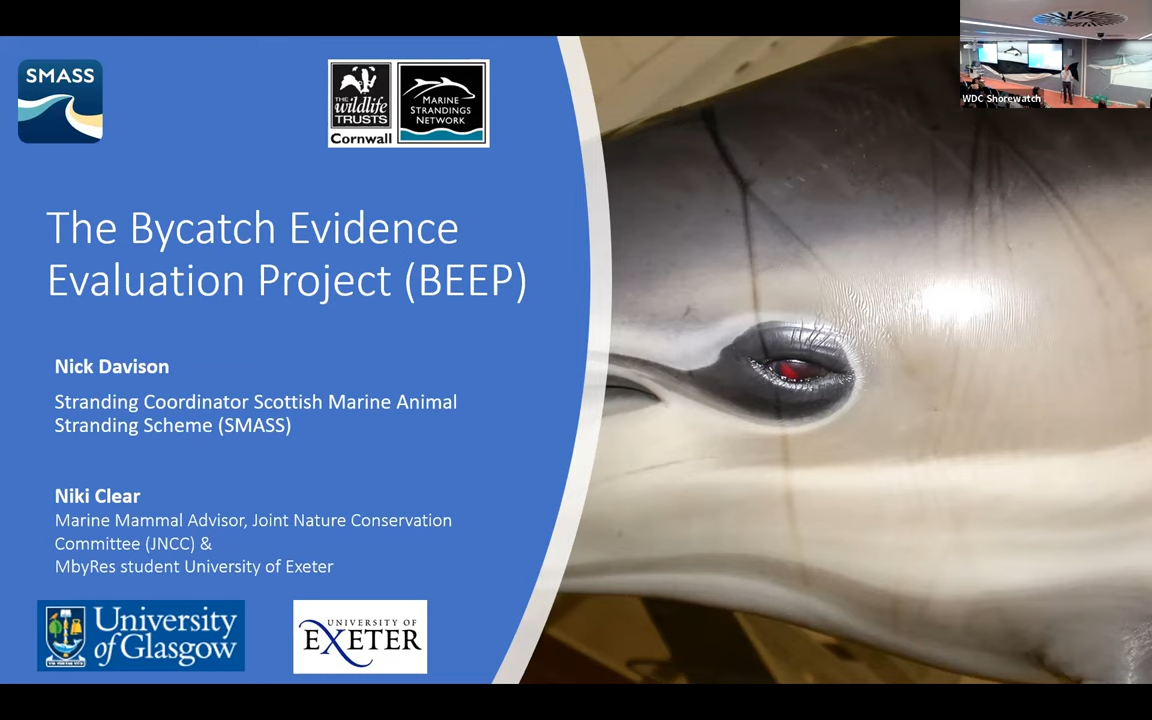 SMASS
THE
wildlife
TRUSTS
Cornwall
MARINE
STRANDINGS
NETWORK
WDC Shorewatch
The Bycatch Evidence
Evaluation Project (BEEP)
Nick Davison
Stranding Coordinator Scottish Marine Animal
Stranding Scheme (SMASS)
Niki Clear
Marine Mammal Advisor, Joint Nature Conservation
Committee (JNCC) &
MbyRes student University of Exeter
University
of Glasgow
UNIVERSITY OF
EXETER